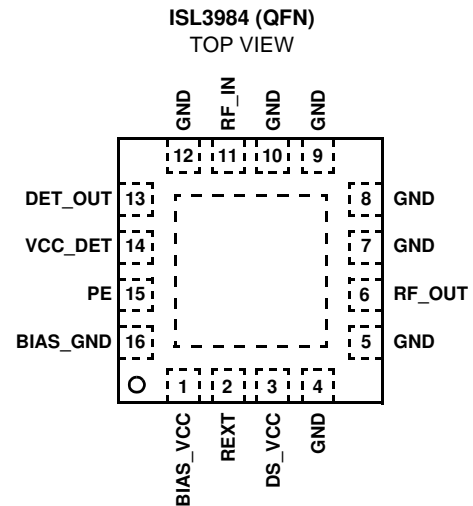 ISL3984 (QFN)
TOP VIEW
GND
RF_IN
GND
GND
12
11
10
9
DET_OUT 13
8 GND
VCC_DET 14
7 GND
PE 15
6 RF_OUT
BIAS_GND 16
5 GND
1
2
3
4
BIAS_VCC
REXT
DS_VCC
GND